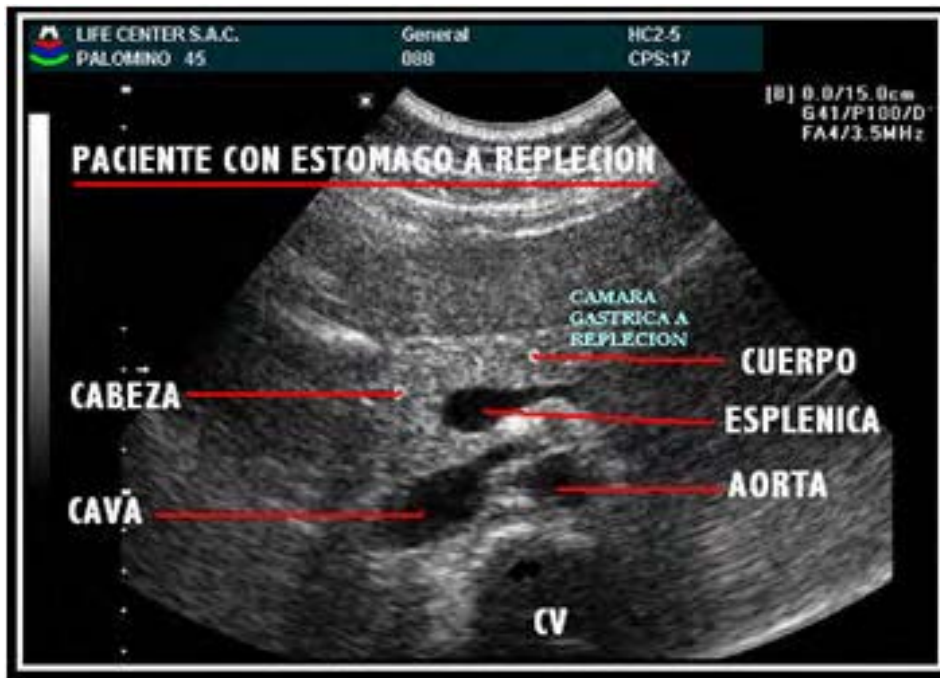 LIFE CENTER S.A.C. General HC2-5
PALOMINO 45 088 CPS:17
[B] 0.0/15.0cm
G41/P100/D
FA4/3.5MHz
PACIENTE CON ESTOMAGO A REPLECION
CAMARA
GASTRICA A
REPLECION
CUERPO
CABEZA
ESPLENICA
AORTA
CAVA
CV